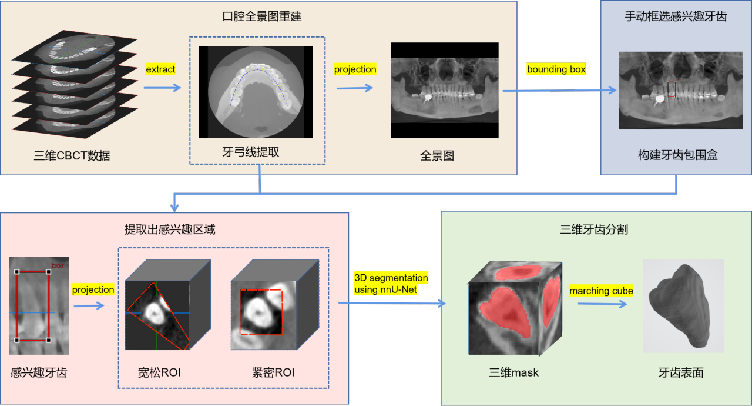 口腔全景图重建
手动框选感兴趣牙齿
extract
projection
bounding box
三维CBCT数据
牙弓线提取
全景图
构建牙齿包围盒
提取出感兴趣区域
三维牙齿分割
projection
3D segmentation
using nnU-Net
marching cube
感兴趣牙齿
宽松ROI
紧密ROI
三维mask
牙齿表面